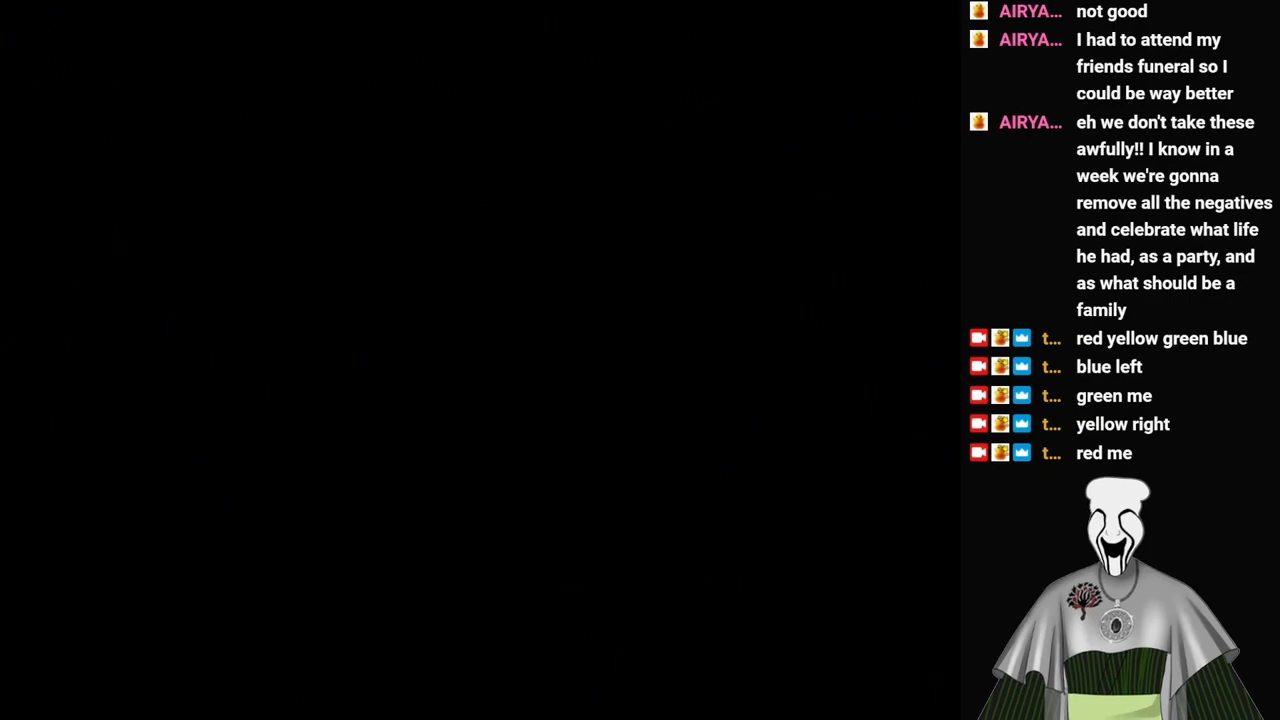 AIRYA... not good
AIRYA... I had to attend my
friends funeral so I
could be way better
AIRYA... eh we don't take these
awfully!! I know in a
week we're gonna
remove all the negatives
and celebrate what life
he had, as a party, and
as what should be a
family
t... red yellow green blue
t... blue left
t... green me
t... yellow right
t... red me